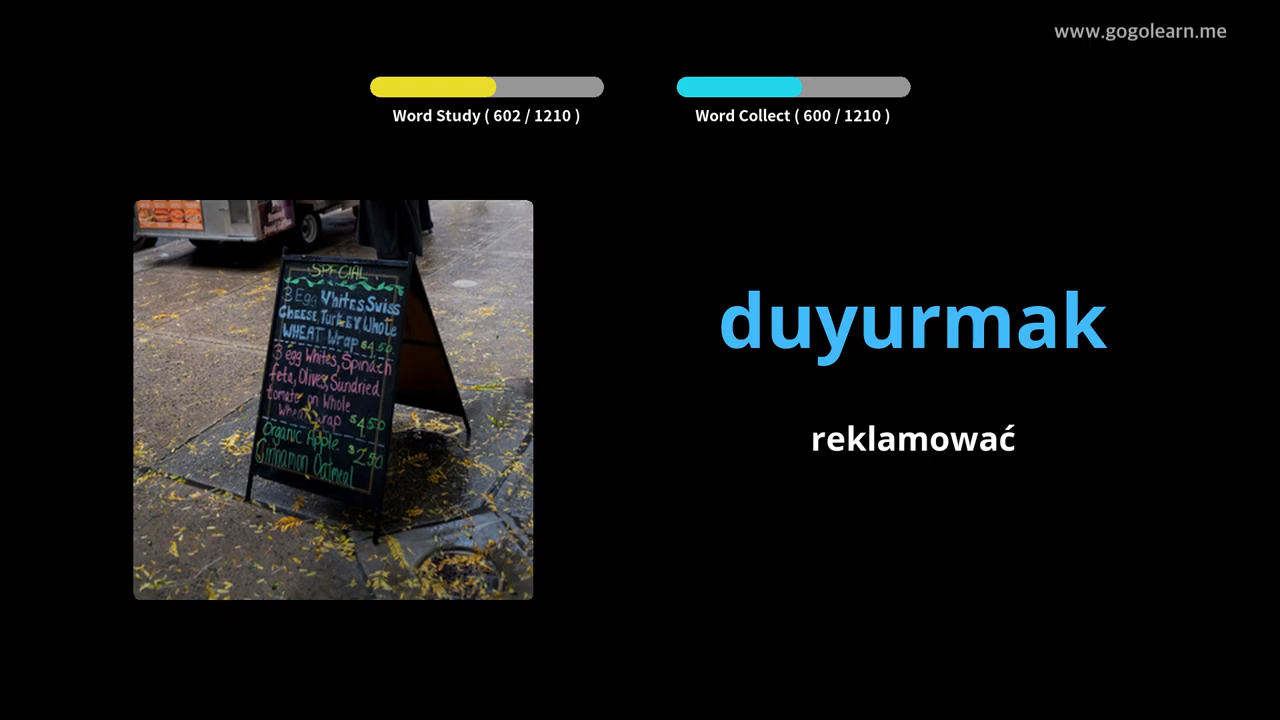 www.gogolearn.me
Word Study ( 602 / 1210 )
Word Collect ( 600 / 1210 )
SPECIAL
3 Egg Whites, Swiss
Cheese, Turkey Whole
WHEAT Wrap $4.50
3 egg Whites, Spinach
feta, Olives, Sundried
tomato on Whole
Wheat Wrap $4.50
Organic Apple
Cinnamon Oatmeal
duyurmak
reklamować